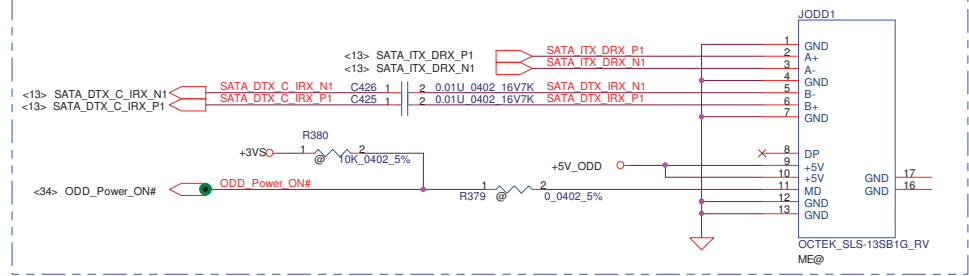 JODD1
1 GND
<13> SATA_ITX_DRX_P1 SATA_ITX_DRX_P1 2 A+
<13> SATA_ITX_DRX_N1 SATA_ITX_DRX_N1 3 A-
4 GND
<13> SATA_DTX_C_IRX_N1 SATA_DTX_C_IRX_N1 C426 1 2 0.01U_0402_16V7K SATA_DTX_IRX_N1 5 B-
<13> SATA_DTX_C_IRX_P1 SATA_DTX_C_IRX_P1 C425 1 2 0.01U_0402_16V7K SATA_DTX_IRX_P1 6 B+
7 GND
R380
+3VS 1 2 8 DP
@ 10K_0402_5%
+5V_ODD 9 +5V
10 +5V GND 17
<34> ODD_Power_ON# ODD_Power_ON# 1 2 11 MD GND 16
R379 @ 0_0402_5%
12 GND
13 GND
OCTEK_SLS-13SB1G_RV
ME@